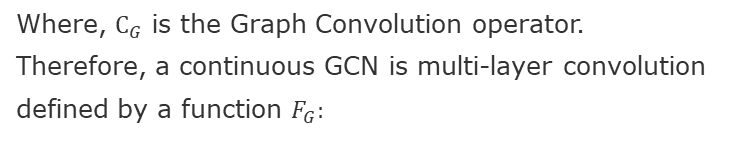 Where, C_G is the Graph Convolution operator.
Therefore, a continuous GCN is multi-layer convolution
defined by a function F_G: